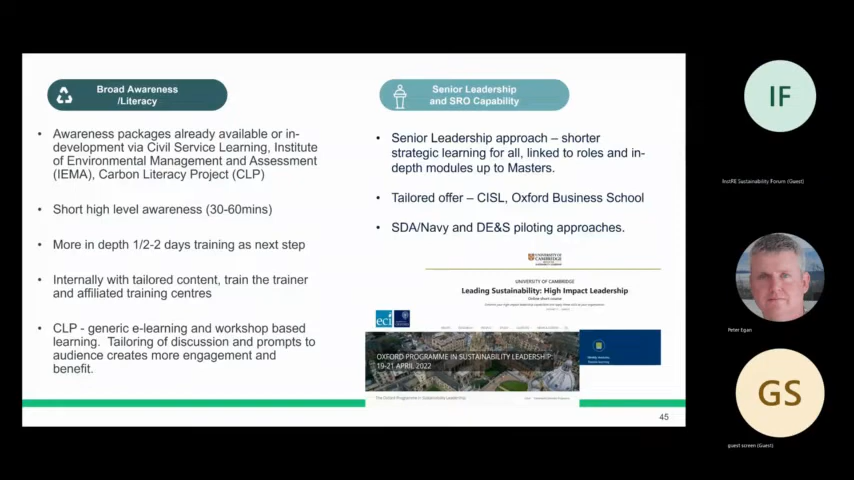 Broad Awareness
/Literacy
• Awareness packages already available or in-
development via Civil Service Learning, Institute
of Environmental Management and Assessment
(IEMA), Carbon Literacy Project (CLP)
• Short high level awareness (30-60mins)
• More in depth 1/2-2 days training as next step
• Internally with tailored content, train the trainer
and affiliated training centres
• CLP - generic e-learning and workshop based
learning. Tailoring of discussion and prompts to
audience creates more engagement and
benefit.
Senior Leadership
and SRO Capability
• Senior Leadership approach – shorter
strategic learning for all, linked to roles and in-
depth modules up to Masters.
• Tailored offer – CISL, Oxford Business School
• SDA/Navy and DE&S piloting approaches.
UNIVERSITY OF
CAMBRIDGE
UNIVERSITY OF CAMBRIDGE
Leading Sustainability: High Impact Leadership
Online short course
eci
OXFORD PROGRAMME IN SUSTAINABILITY LEADERSHIP:
19-21 APRIL 2022
The Oxford Programme in Sustainability Leadership
45
IF
InstRE Sustainability Forum (Guest)
Peter Egan
GS
guest screen (Guest)